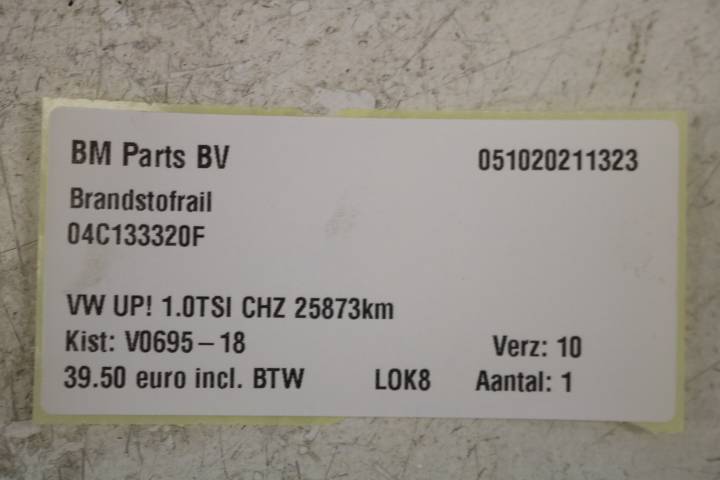 BM Parts BV 051020211323
Brandstofrail
04C133320F
VW UP! 1.0TSI CHZ 25873km
Kist: V0695-18 Verz: 10
39.50 euro incl. BTW LOK8 Aantal: 1